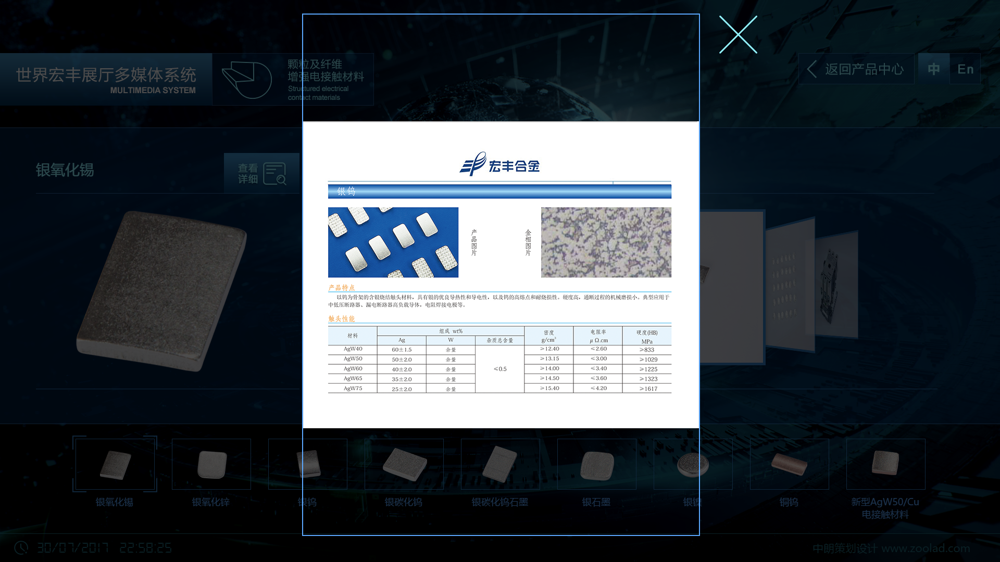 世界宏丰展厅多媒体系统
MULTIMEDIA SYSTEM
颗粒及纤维
增强电接触材料
Structured electrical
contact materials
返回产品中心
中
En
银氧化锡
查看
详细
宏丰合金
银钨
产品图片
金相图片
产品特点
以钨为骨架的含银烧结触头材料，具有银的优良导热性和导电性，以及钨的高熔点和耐烧损性。硬度高，通断过程的机械磨损小。典型应用于
中低压断路器、漏电断路器高负载导体，电阻焊接电极等。
触头性能
材料 组成 wt% 密度 g/cm³ 电阻率 μ Ω.cm 硬度(HB) MPa
Ag W 杂质总含量
AgW40 60±1.5 余量 ≥12.40 ≤2.60 ≥833
AgW50 50±2.0 余量 ≥13.15 ≤3.00 ≥1029
AgW60 40±2.0 余量 ≤0.5 ≥14.00 ≤3.40 ≥1225
AgW65 35±2.0 余量 ≥14.50 ≤3.60 ≥1323
AgW75 25±2.0 余量 ≥15.40 ≤4.20 ≥1617
银氧化锡
银氧化锌
银钨
银碳化钨
银碳化钨石墨
银石墨
银镍
铜钨
新型AgW50/Cu
电接触材料
30/07/2017 22:58:25
中朗策划设计 www.zoolad.com